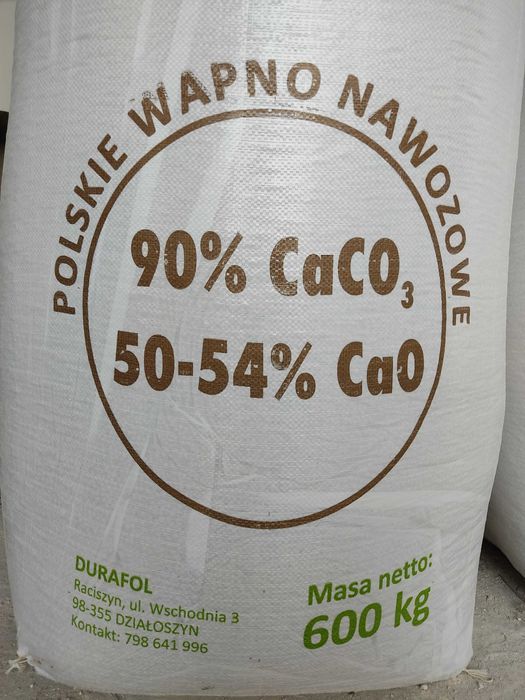 POLSKIE WAPNO NAWOZOWE
90% CaCO₃
50-54% CaO
DURAFOL
Raciszyn, ul. Wschodnia 3
98-355 DZIAŁOSZYN
Kontakt: 798 641 996
Masa netto:
600 kg